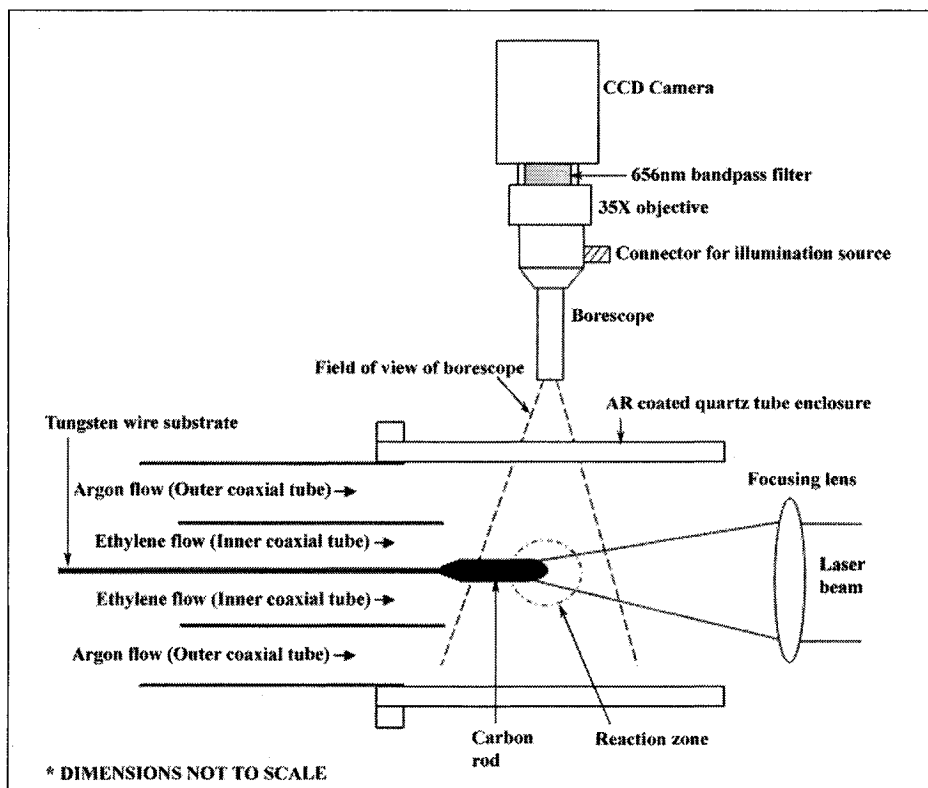 CCD Camera
656nm bandpass filter
35X objective
Connector for illumination source
Borescope
Field of view of borescope
AR coated quartz tube enclosure
Tungsten wire substrate
Argon flow (Outer coaxial tube)
Focusing lens
Ethylene flow (Inner coaxial tube)
Laser
beam
Ethylene flow (Inner coaxial tube)
Argon flow (Outer coaxial tube)
Carbon
rod
Reaction zone
* DIMENSIONS NOT TO SCALE